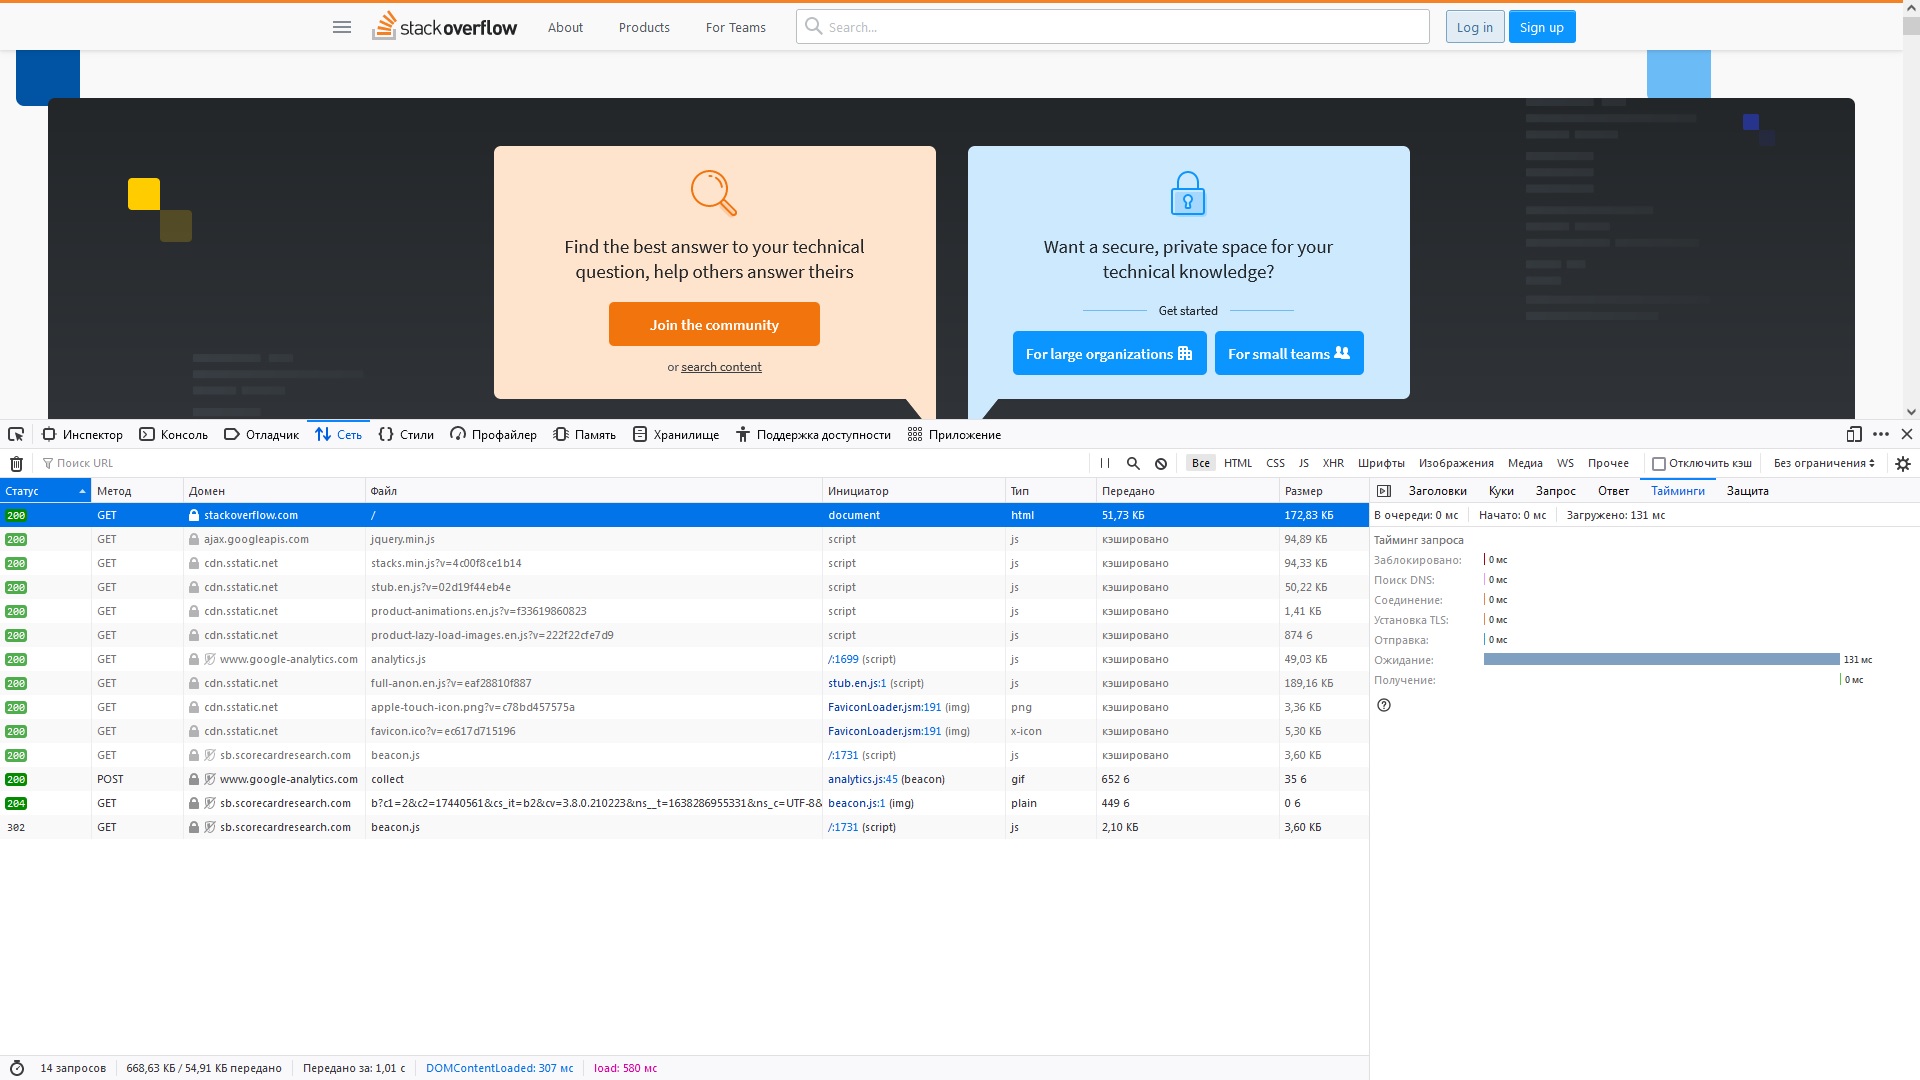 stackoverflow About Products For Teams Search... Log in Sign up
Find the best answer to your technical
question, help others answer theirs
Join the community
or search content
Want a secure, private space for your
technical knowledge?
Get started
For large organizations For small teams
Инспектор Консоль Отладчик Сеть Стили Профайлер Память Хранилище Поддержка доступности Приложение
Поиск URL Все HTML CSS JS XHR Шрифты Изображения Медиа WS Прочее Отключить кэш Без ограничения
Статус Метод Домен Файл Инициатор Тип Передано Размер
200 GET stackoverflow.com / document html 51,73 КБ 172,83 КБ
200 GET ajax.googleapis.com jquery.min.js script js кэшировано 94,89 КБ
200 GET cdn.sstatic.net stacks.min.js?v=4c00f8ce1b14 script js кэшировано 94,33 КБ
200 GET cdn.sstatic.net stub.en.js?v=02d19f44eb4e script js кэшировано 50,22 КБ
200 GET cdn.sstatic.net product-animations.en.js?v=f33619860823 script js кэшировано 1,41 КБ
200 GET cdn.sstatic.net product-lazy-load-images.en.js?v=222f22cfe7d9 script js кэшировано 874 б
200 GET www.google-analytics.com analytics.js /:1699 (script) js кэшировано 49,03 КБ
200 GET cdn.sstatic.net full-anon.en.js?v=eaf28810f887 stub.en.js:1 (script) js кэшировано 189,16 КБ
200 GET cdn.sstatic.net apple-touch-icon.png?v=c78bd457575a FaviconLoader.jsm:191 (img) png кэшировано 3,36 КБ
200 GET cdn.sstatic.net favicon.ico?v=ec617d715196 FaviconLoader.jsm:191 (img) x-icon кэшировано 5,30 КБ
200 GET sb.scorecardresearch.com beacon.js /:1731 (script) js кэшировано 3,60 КБ
200 POST www.google-analytics.com collect analytics.js:45 (beacon) gif 652 б 35 б
204 GET sb.scorecardresearch.com b?c1=2&c2=17440561&cs_it=b2&cv=3.8.0.210223&ns__t=1638286955331&ns_c=UTF-8& beacon.js:1 (img) plain 449 б 0 б
302 GET sb.scorecardresearch.com beacon.js /:1731 (script) js 2,10 КБ 3,60 КБ
Заголовки Куки Запрос Ответ Тайминги Защита
В очереди: 0 мс Начато: 0 мс Загружено: 131 мс
Тайминг запроса
Заблокировано: 0 мс
Поиск DNS: 0 мс
Соединение: 0 мс
Установка TLS: 0 мс
Отправка: 0 мс
Ожидание: 131 мс
Получение: 0 мс
14 запросов 668,63 КБ / 54,91 КБ передано Передано за: 1,01 с DOMContentLoaded: 307 мс load: 580 мс